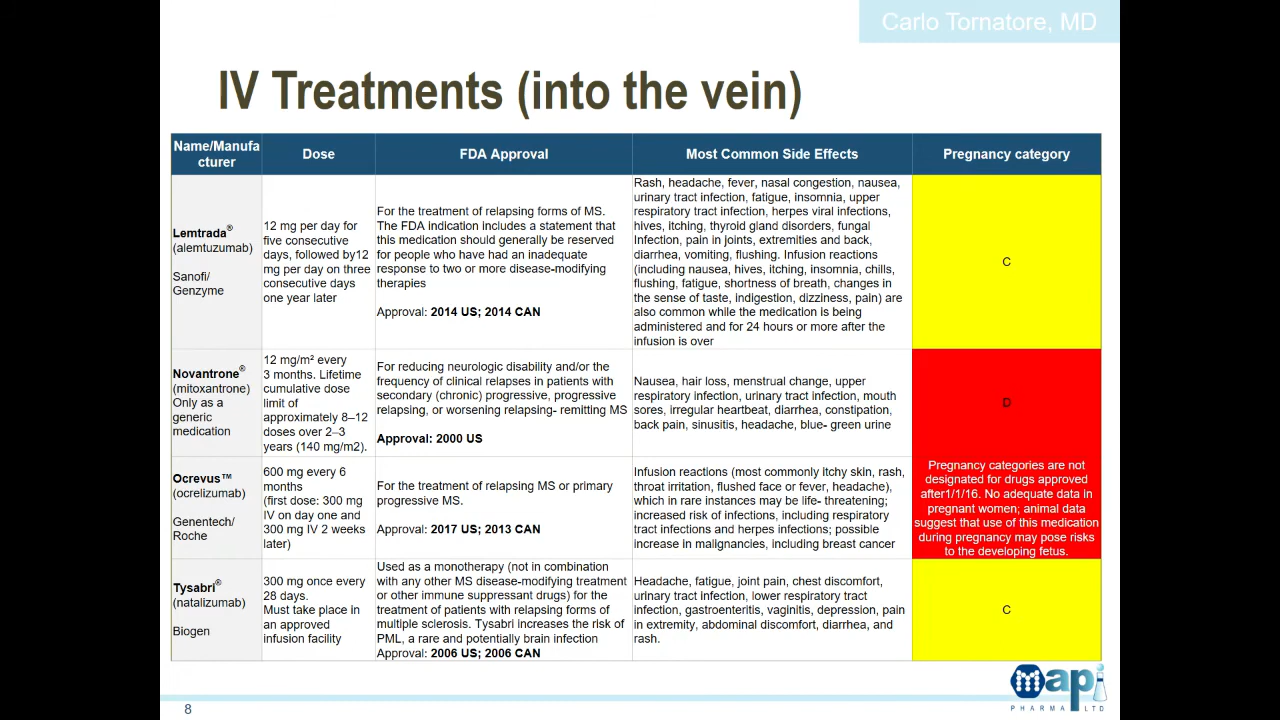 Carlo Tornatore, MD
IV Treatments (into the vein)
Name/Manufa
cturer
Dose
FDA Approval
Most Common Side Effects
Pregnancy category
Lemtrada®
(alemtuzumab)
Sanofi/
Genzyme
12 mg per day for
five consecutive
days, followed by12
mg per day on three
consecutive days
one year later
For the treatment of relapsing forms of MS.
The FDA indication includes a statement that
this medication should generally be reserved
for people who have had an inadequate
response to two or more disease-modifying
therapies
Approval: 2014 US; 2014 CAN
Rash, headache, fever, nasal congestion, nausea,
urinary tract infection, fatigue, insomnia, upper
respiratory tract infection, herpes viral infections,
hives, itching, thyroid gland disorders, fungal
Infection, pain in joints, extremities and back,
diarrhea, vomiting, flushing. Infusion reactions
(including nausea, hives, itching, insomnia, chills,
flushing, fatigue, shortness of breath, changes in
the sense of taste, indigestion, dizziness, pain) are
also common while the medication is being
administered and for 24 hours or more after the
infusion is over
C
Novantrone®
(mitoxantrone)
Only as a
generic
medication
12 mg/m² every
3 months. Lifetime
cumulative dose
limit of
approximately 8–12
doses over 2–3
years (140 mg/m2).
For reducing neurologic disability and/or the
frequency of clinical relapses in patients with
secondary (chronic) progressive, progressive
relapsing, or worsening relapsing- remitting MS
Approval: 2000 US
Nausea, hair loss, menstrual change, upper
respiratory infection, urinary tract infection, mouth
sores, irregular heartbeat, diarrhea, constipation,
back pain, sinusitis, headache, blue- green urine
D
Ocrevus™
(ocrelizumab)
Genentech/
Roche
600 mg every 6
months
(first dose: 300 mg
IV on day one and
300 mg IV 2 weeks
later)
For the treatment of relapsing MS or primary
progressive MS.
Approval: 2017 US; 2013 CAN
Infusion reactions (most commonly itchy skin, rash,
throat irritation, flushed face or fever, headache),
which in rare instances may be life- threatening;
increased risk of infections, including respiratory
tract infections and herpes infections; possible
increase in malignancies, including breast cancer
Pregnancy categories are not
designated for drugs approved
after1/1/16. No adequate data in
pregnant women; animal data
suggest that use of this medication
during pregnancy may pose risks
to the developing fetus.
Tysabri®
(natalizumab)
Biogen
300 mg once every
28 days.
Must take place in
an approved
infusion facility
Used as a monotherapy (not in combination
with any other MS disease-modifying treatment
or other immune suppressant drugs) for the
treatment of patients with relapsing forms of
multiple sclerosis. Tysabri increases the risk of
PML, a rare and potentially brain infection
Approval: 2006 US; 2006 CAN
Headache, fatigue, joint pain, chest discomfort,
urinary tract infection, lower respiratory tract
infection, gastroenteritis, vaginitis, depression, pain
in extremity, abdominal discomfort, diarrhea, and
rash.
C
mapi
PHARMA LTD
8